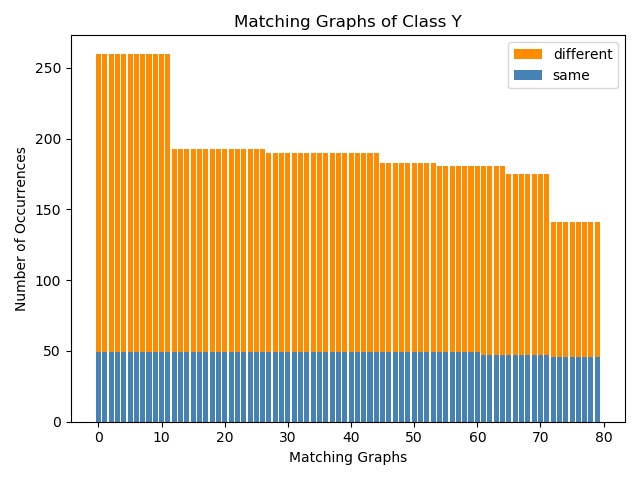 Matching Graphs of Class Y
different
same
Number of Occurrences
250
200
150
100
50
0
0 10 20 30 40 50 60 70 80
Matching Graphs